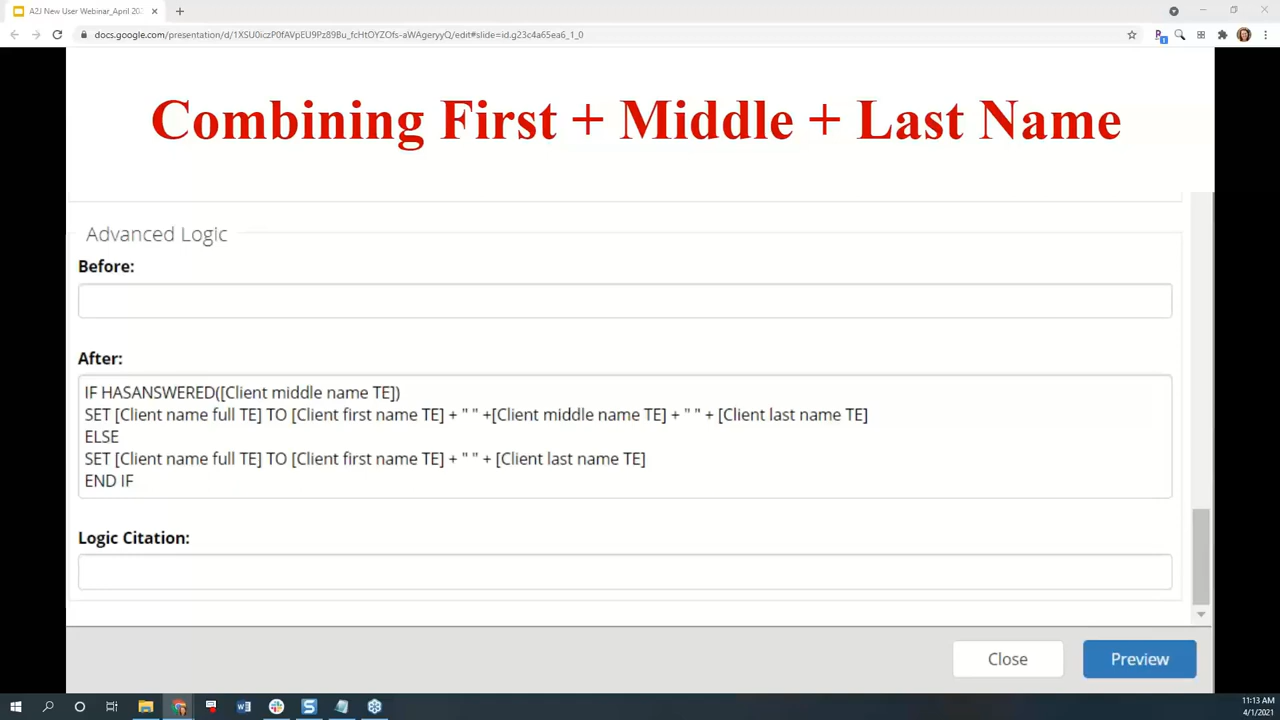 A2J New User Webinar_April 202
docs.google.com/presentation/d/1XSU0iczP0fAVpEU9Pz89Bu_fcHtOYZOfs-aWAgeryyQ/edit#slide=id.g23c4a65ea6_1_0
Combining First + Middle + Last Name
Advanced Logic
Before:
After:
IF HASANSWERED([Client middle name TE])
SET [Client name full TE] TO [Client first name TE] + " " +[Client middle name TE] + " " + [Client last name TE]
ELSE
SET [Client name full TE] TO [Client first name TE] + " " + [Client last name TE]
END IF
Logic Citation:
Close
Preview
11:13 AM
4/1/2021